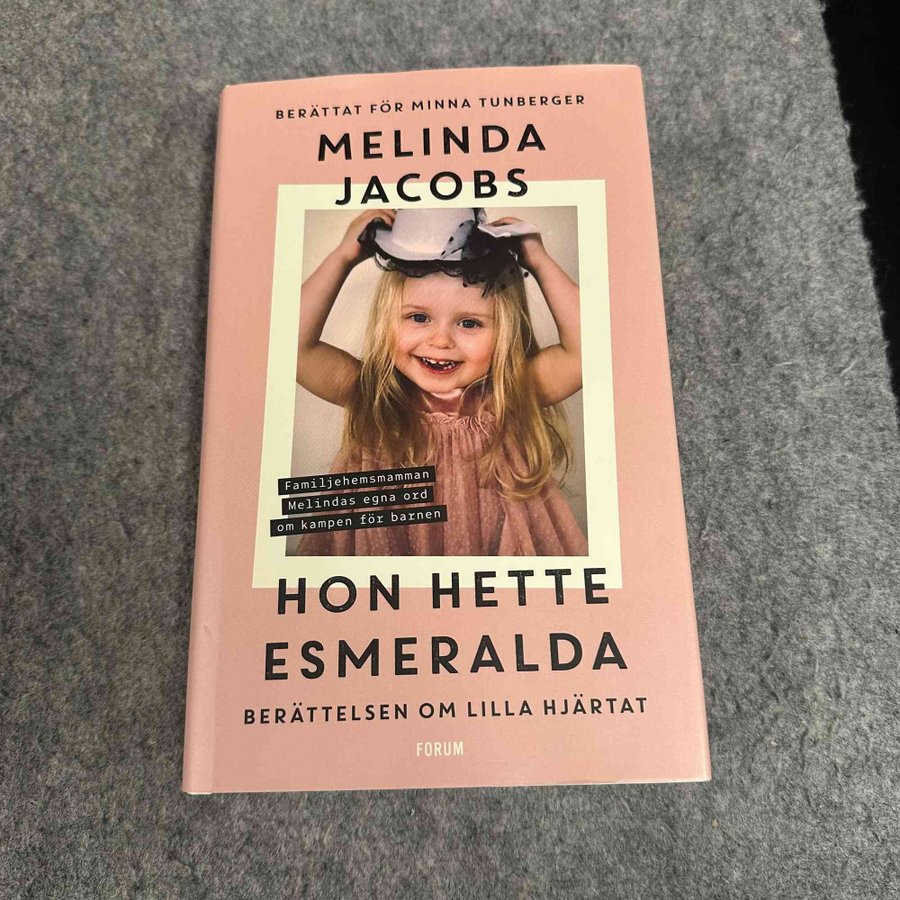 BERÄTTAT FÖR MINNA TUNBERGER
MELINDA
JACOBS
Familjehemsmamman
Melindas egna ord
om kampen för barnen
HON HETTE
ESMERALDA
BERÄTTELSEN OM LILLA HJÄRTAT
FORUM